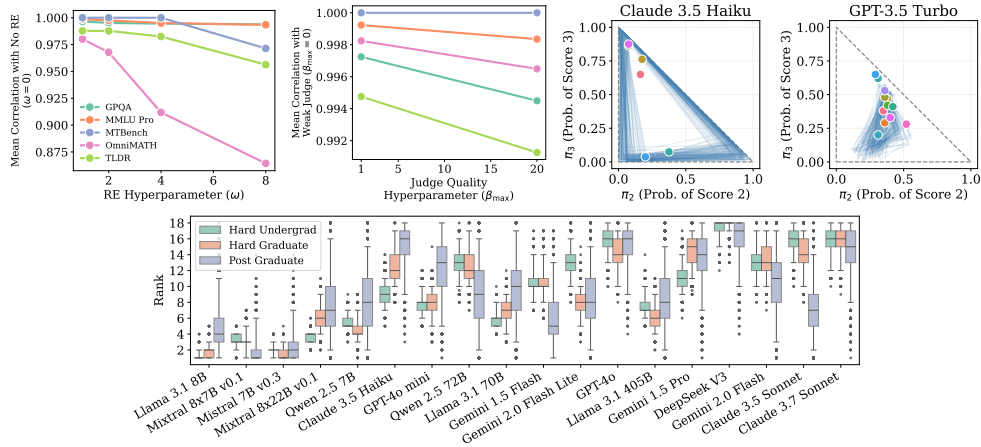 Mean Correlation with No RE
(ω = 0)
1.000
0.975
0.950
0.925
0.900
0.875
GPQA
MMLU Pro
MTBench
OmniMATH
TLDR
2
4
6
8
RE Hyperparameter (ω)
Mean Correlation with
Weak Judge (βmax = 0)
1.000
0.998
0.996
0.994
0.992
1
5
10
15
20
Judge Quality
Hyperparameter (βmax)
Claude 3.5 Haiku
π3 (Prob. of Score 3)
1.00
0.75
0.50
0.25
0.00
0.0
0.5
1.0
π2 (Prob. of Score 2)
GPT-3.5 Turbo
π3 (Prob. of Score 3)
1.00
0.75
0.50
0.25
0.00
0.0
0.5
1.0
π2 (Prob. of Score 2)
Rank
18
16
14
12
10
8
6
4
2
Hard Undergrad
Hard Graduate
Post Graduate
Llama 3.1 8B
Mixtral 8x7B v0.1
Mistral 7B v0.3
Mixtral 8x22B v0.1
Qwen 2.5 7B
Claude 3.5 Haiku
GPT-4o mini
Qwen 2.5 72B
Llama 3.1 70B
Gemini 1.5 Flash
Gemini 2.0 Flash Lite
GPT-4o
Llama 3.1 405B
Gemini 1.5 Pro
DeepSeek V3
Gemini 2.0 Flash
Claude 3.5 Sonnet
Claude 3.7 Sonnet